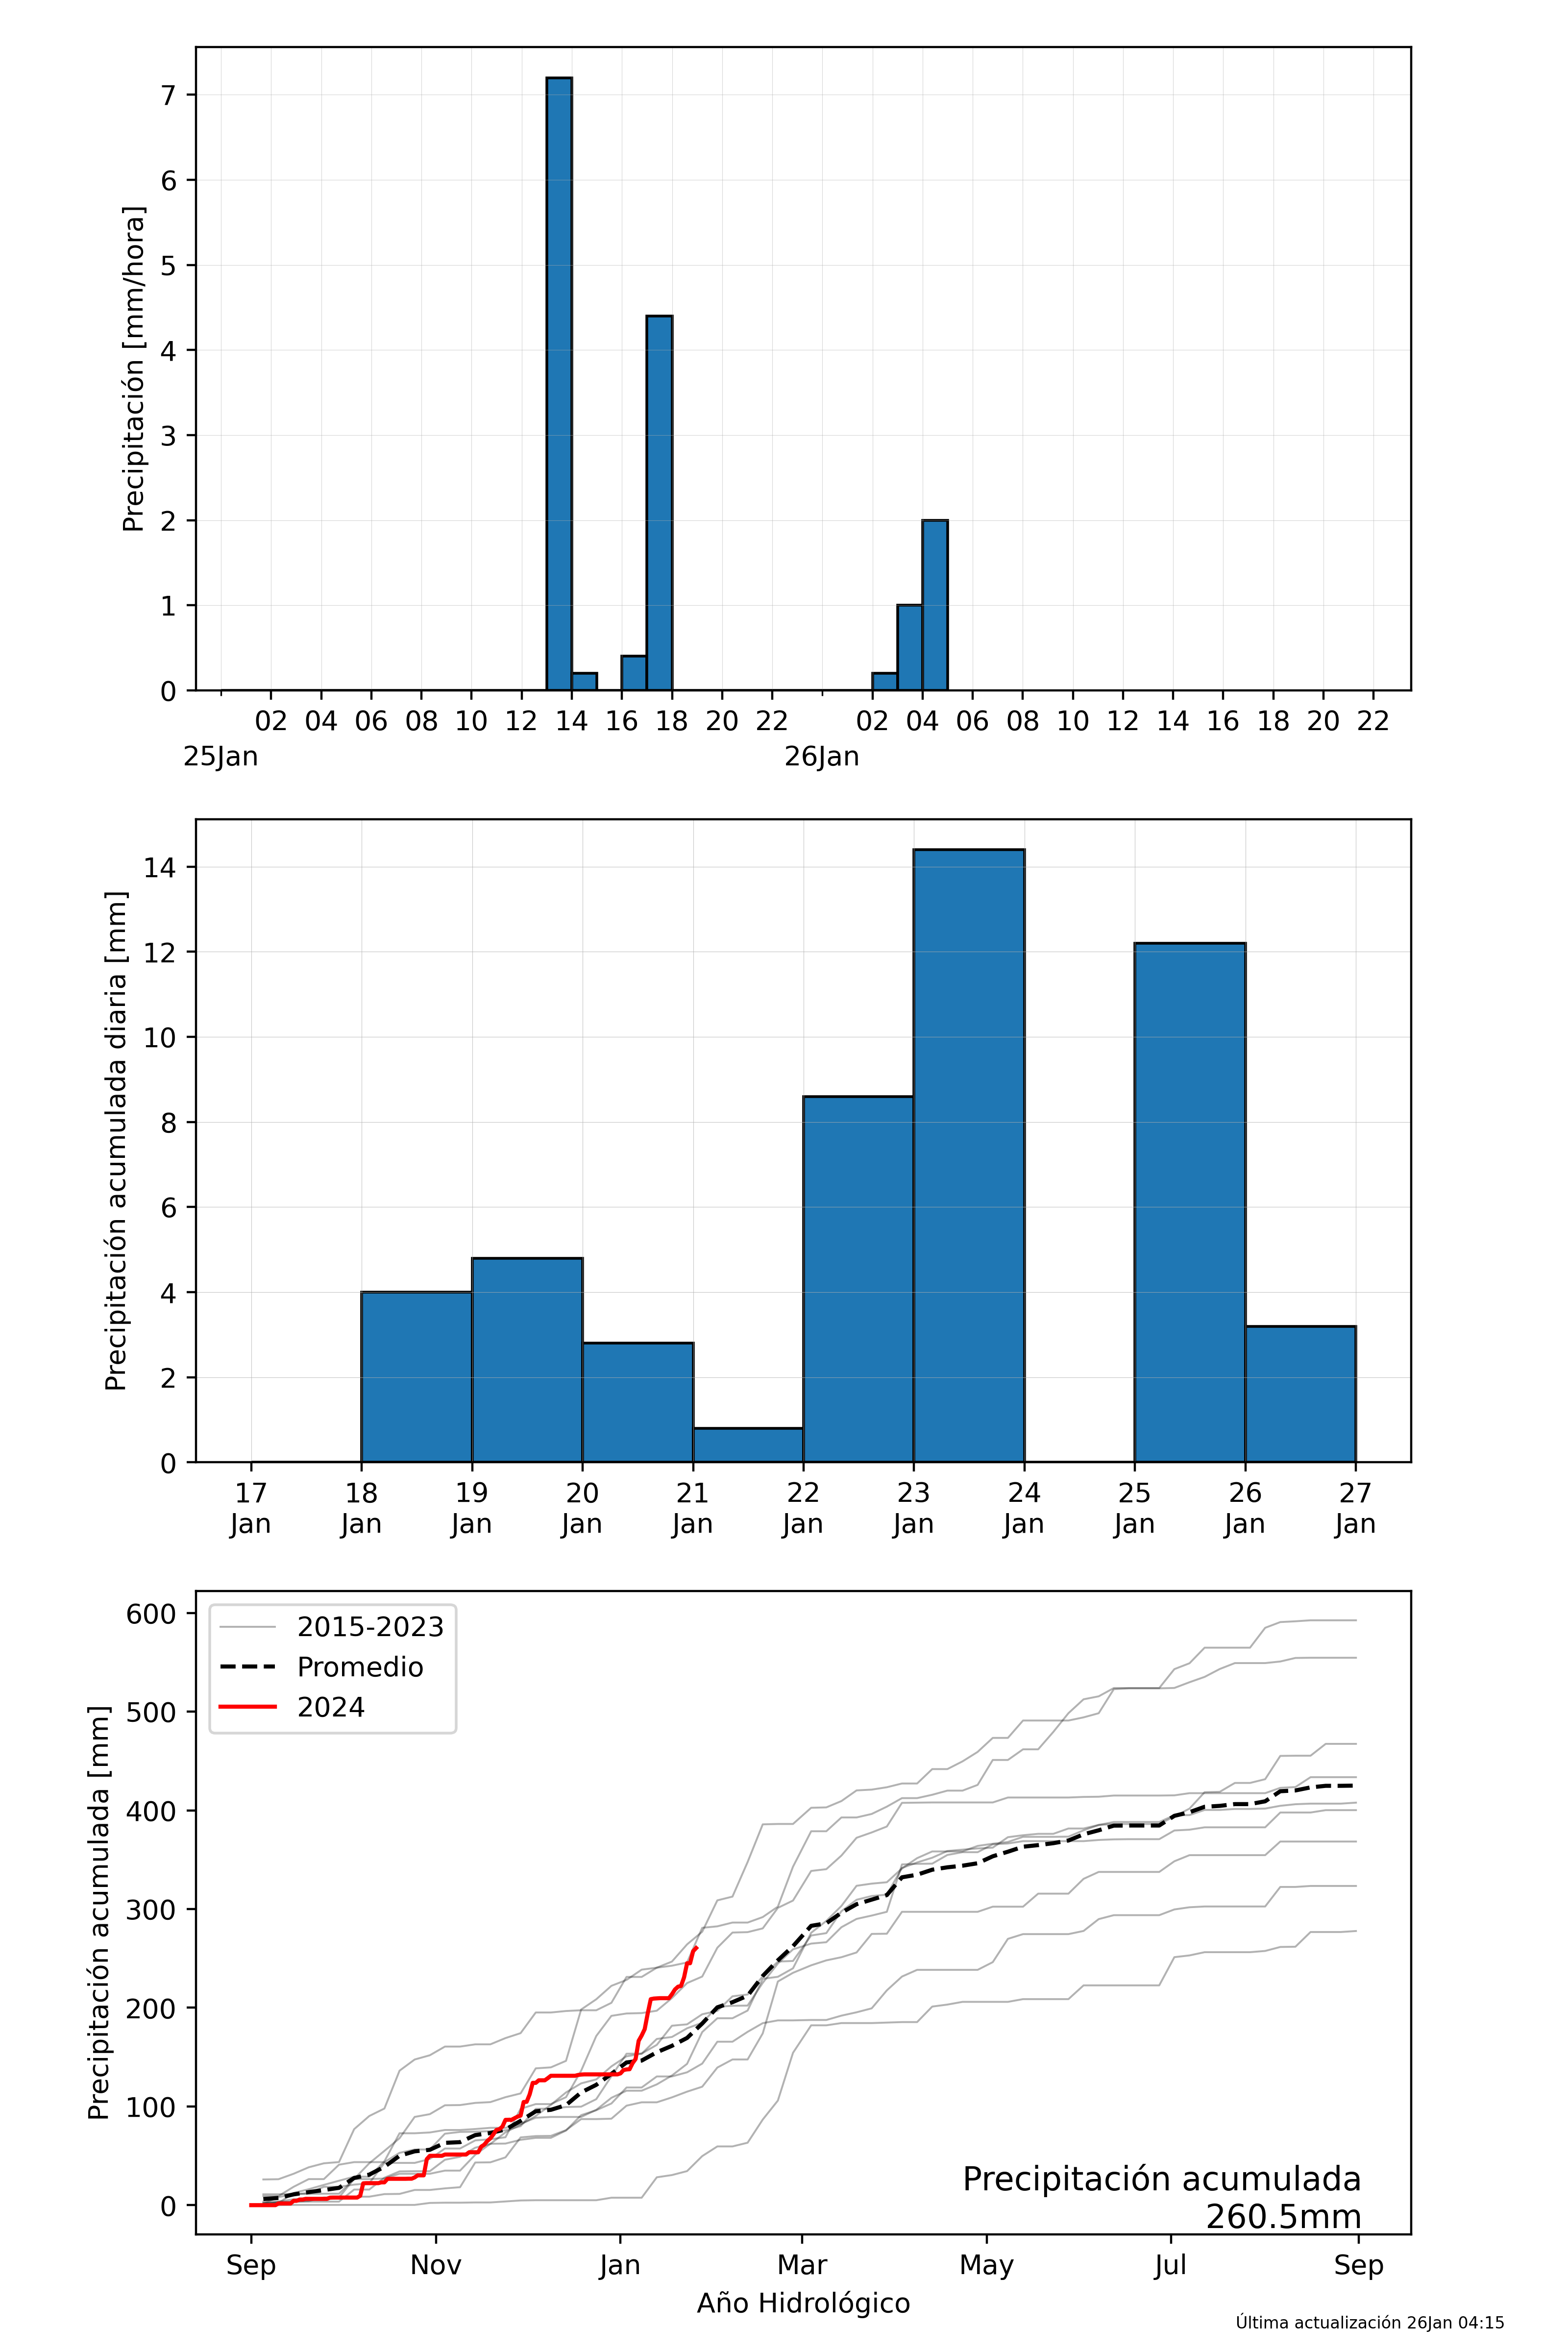 Precipitación [mm/hora]
7
6
5
4
3
2
1
0
02 04 06 08 10 12 14 16 18 20 22 02 04 06 08 10 12 14 16 18 20 22
25Jan 26Jan
Precipitación acumulada diaria [mm]
14
12
10
8
6
4
2
0
17 18 19 20 21 22 23 24 25 26 27
Jan Jan Jan Jan Jan Jan Jan Jan Jan Jan Jan
Precipitación acumulada [mm]
600
500
400
300
200
100
0
2015-2023
Promedio
2024
Precipitación acumulada
260.5mm
Sep Nov Jan Mar May Jul Sep
Año Hidrológico
Última actualización 26Jan 04:15